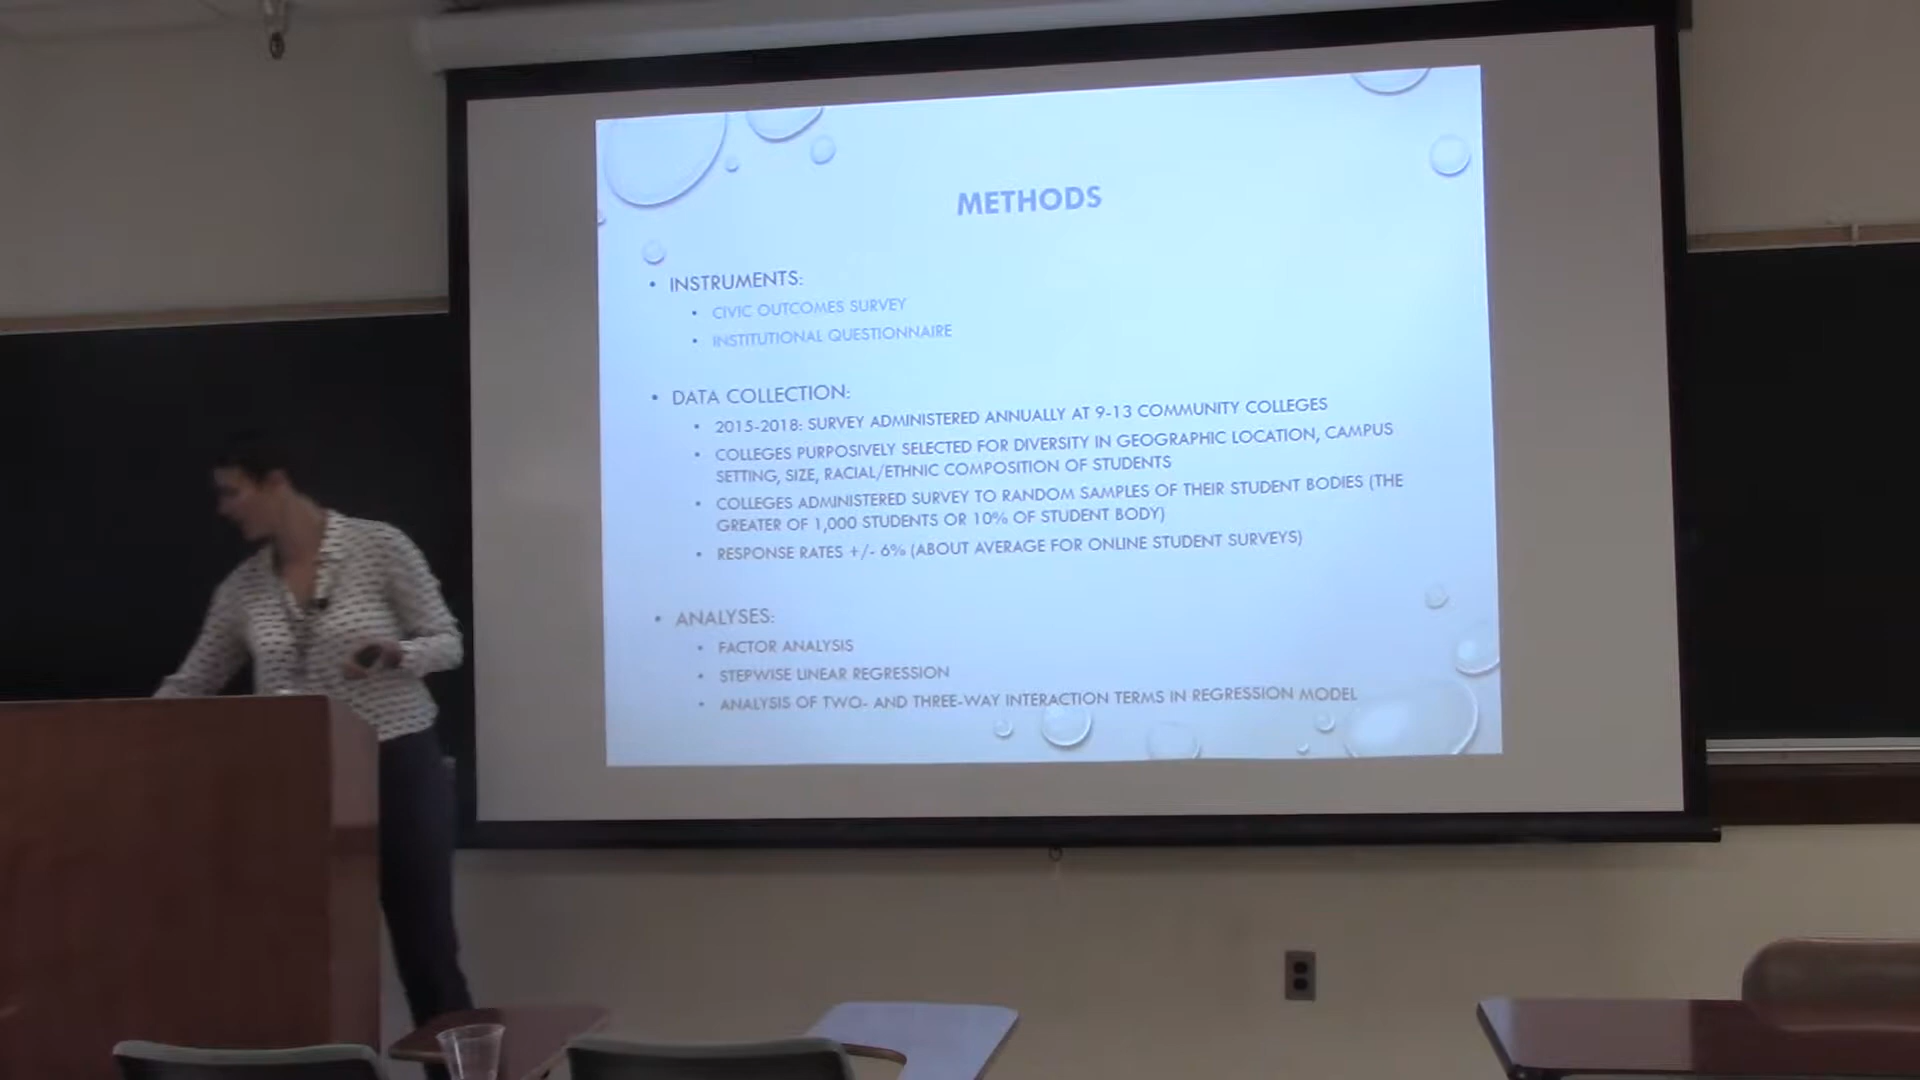 METHODS
• INSTRUMENTS:
• CIVIC OUTCOMES SURVEY
• INSTITUTIONAL QUESTIONNAIRE
• DATA COLLECTION:
• 2015-2018: SURVEY ADMINISTERED ANNUALLY AT 9-13 COMMUNITY COLLEGES
• COLLEGES PURPOSIVELY SELECTED FOR DIVERSITY IN GEOGRAPHIC LOCATION, CAMPUS
SETTING, SIZE, RACIAL/ETHNIC COMPOSITION OF STUDENTS
• COLLEGES ADMINISTERED SURVEY TO RANDOM SAMPLES OF THEIR STUDENT BODIES (THE
GREATER OF 1,000 STUDENTS OR 10% OF STUDENT BODY)
• RESPONSE RATES +/- 6% (ABOUT AVERAGE FOR ONLINE STUDENT SURVEYS)
• ANALYSES:
• FACTOR ANALYSIS
• STEPWISE LINEAR REGRESSION
• ANALYSIS OF TWO- AND THREE-WAY INTERACTION TERMS IN REGRESSION MODEL